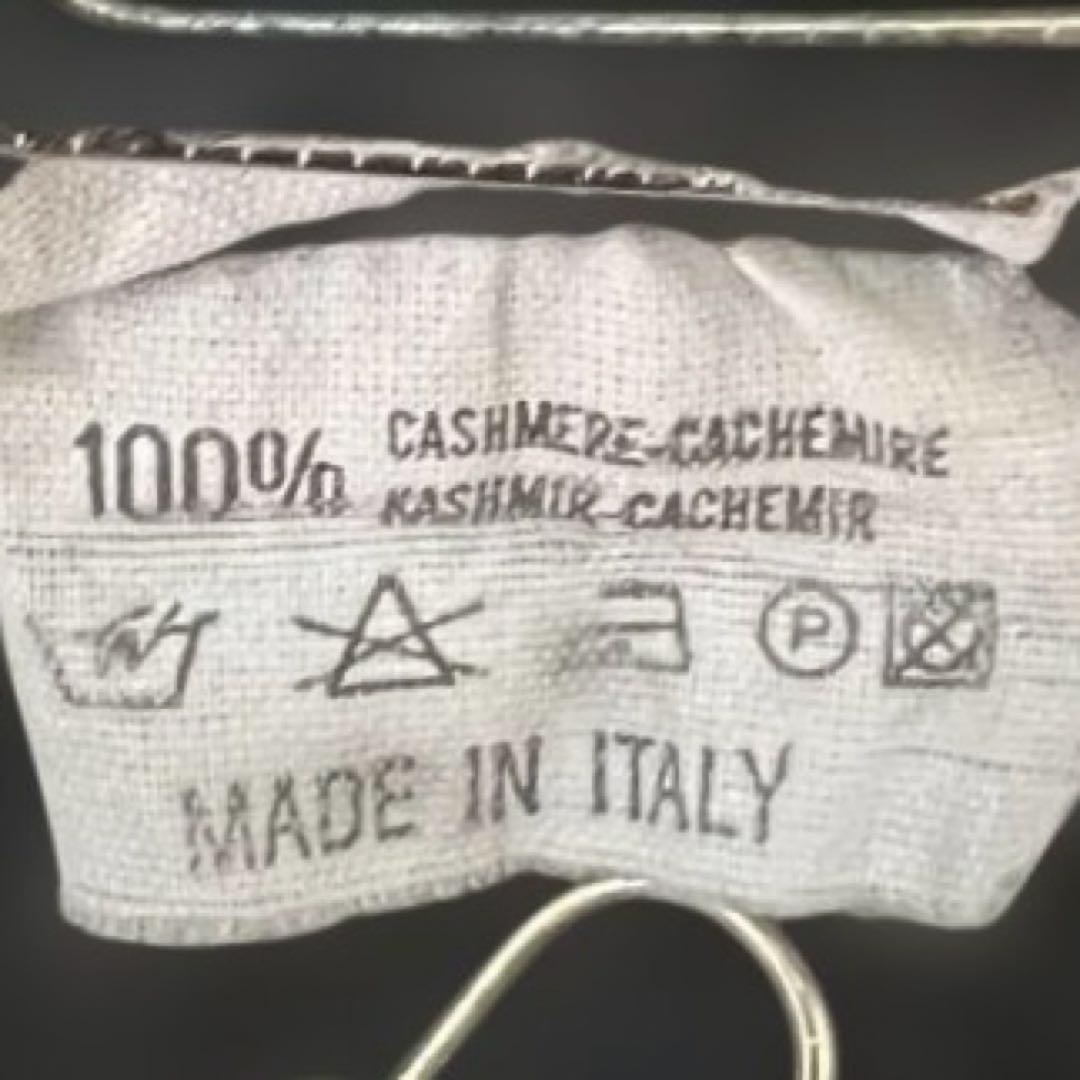 100% CASHMERE-CACHEMIRE
KASHMIR-CACHEMIR
P
MADE IN ITALY